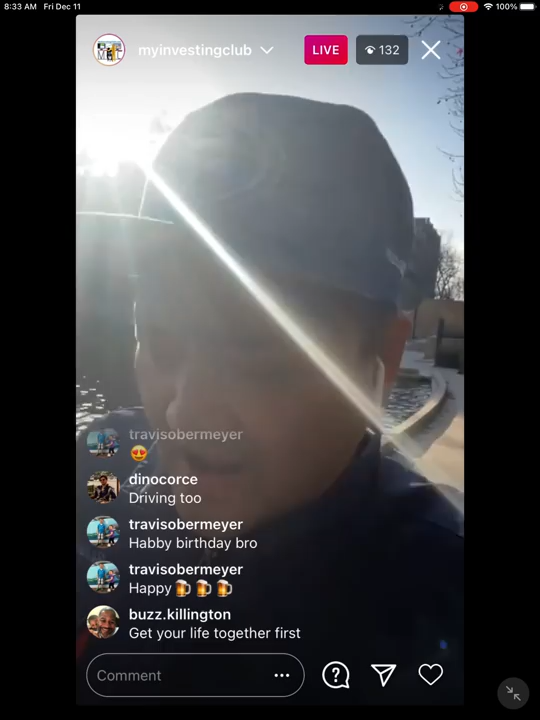 8:33 AM Fri Dec 11
100%
myinvestingclub
LIVE
132
travisobermeyer
dinocorce
Driving too
travisobermeyer
Habby birthday bro
travisobermeyer
Happy🍺🍺🍺
buzz.killington
Get your life together first
Comment